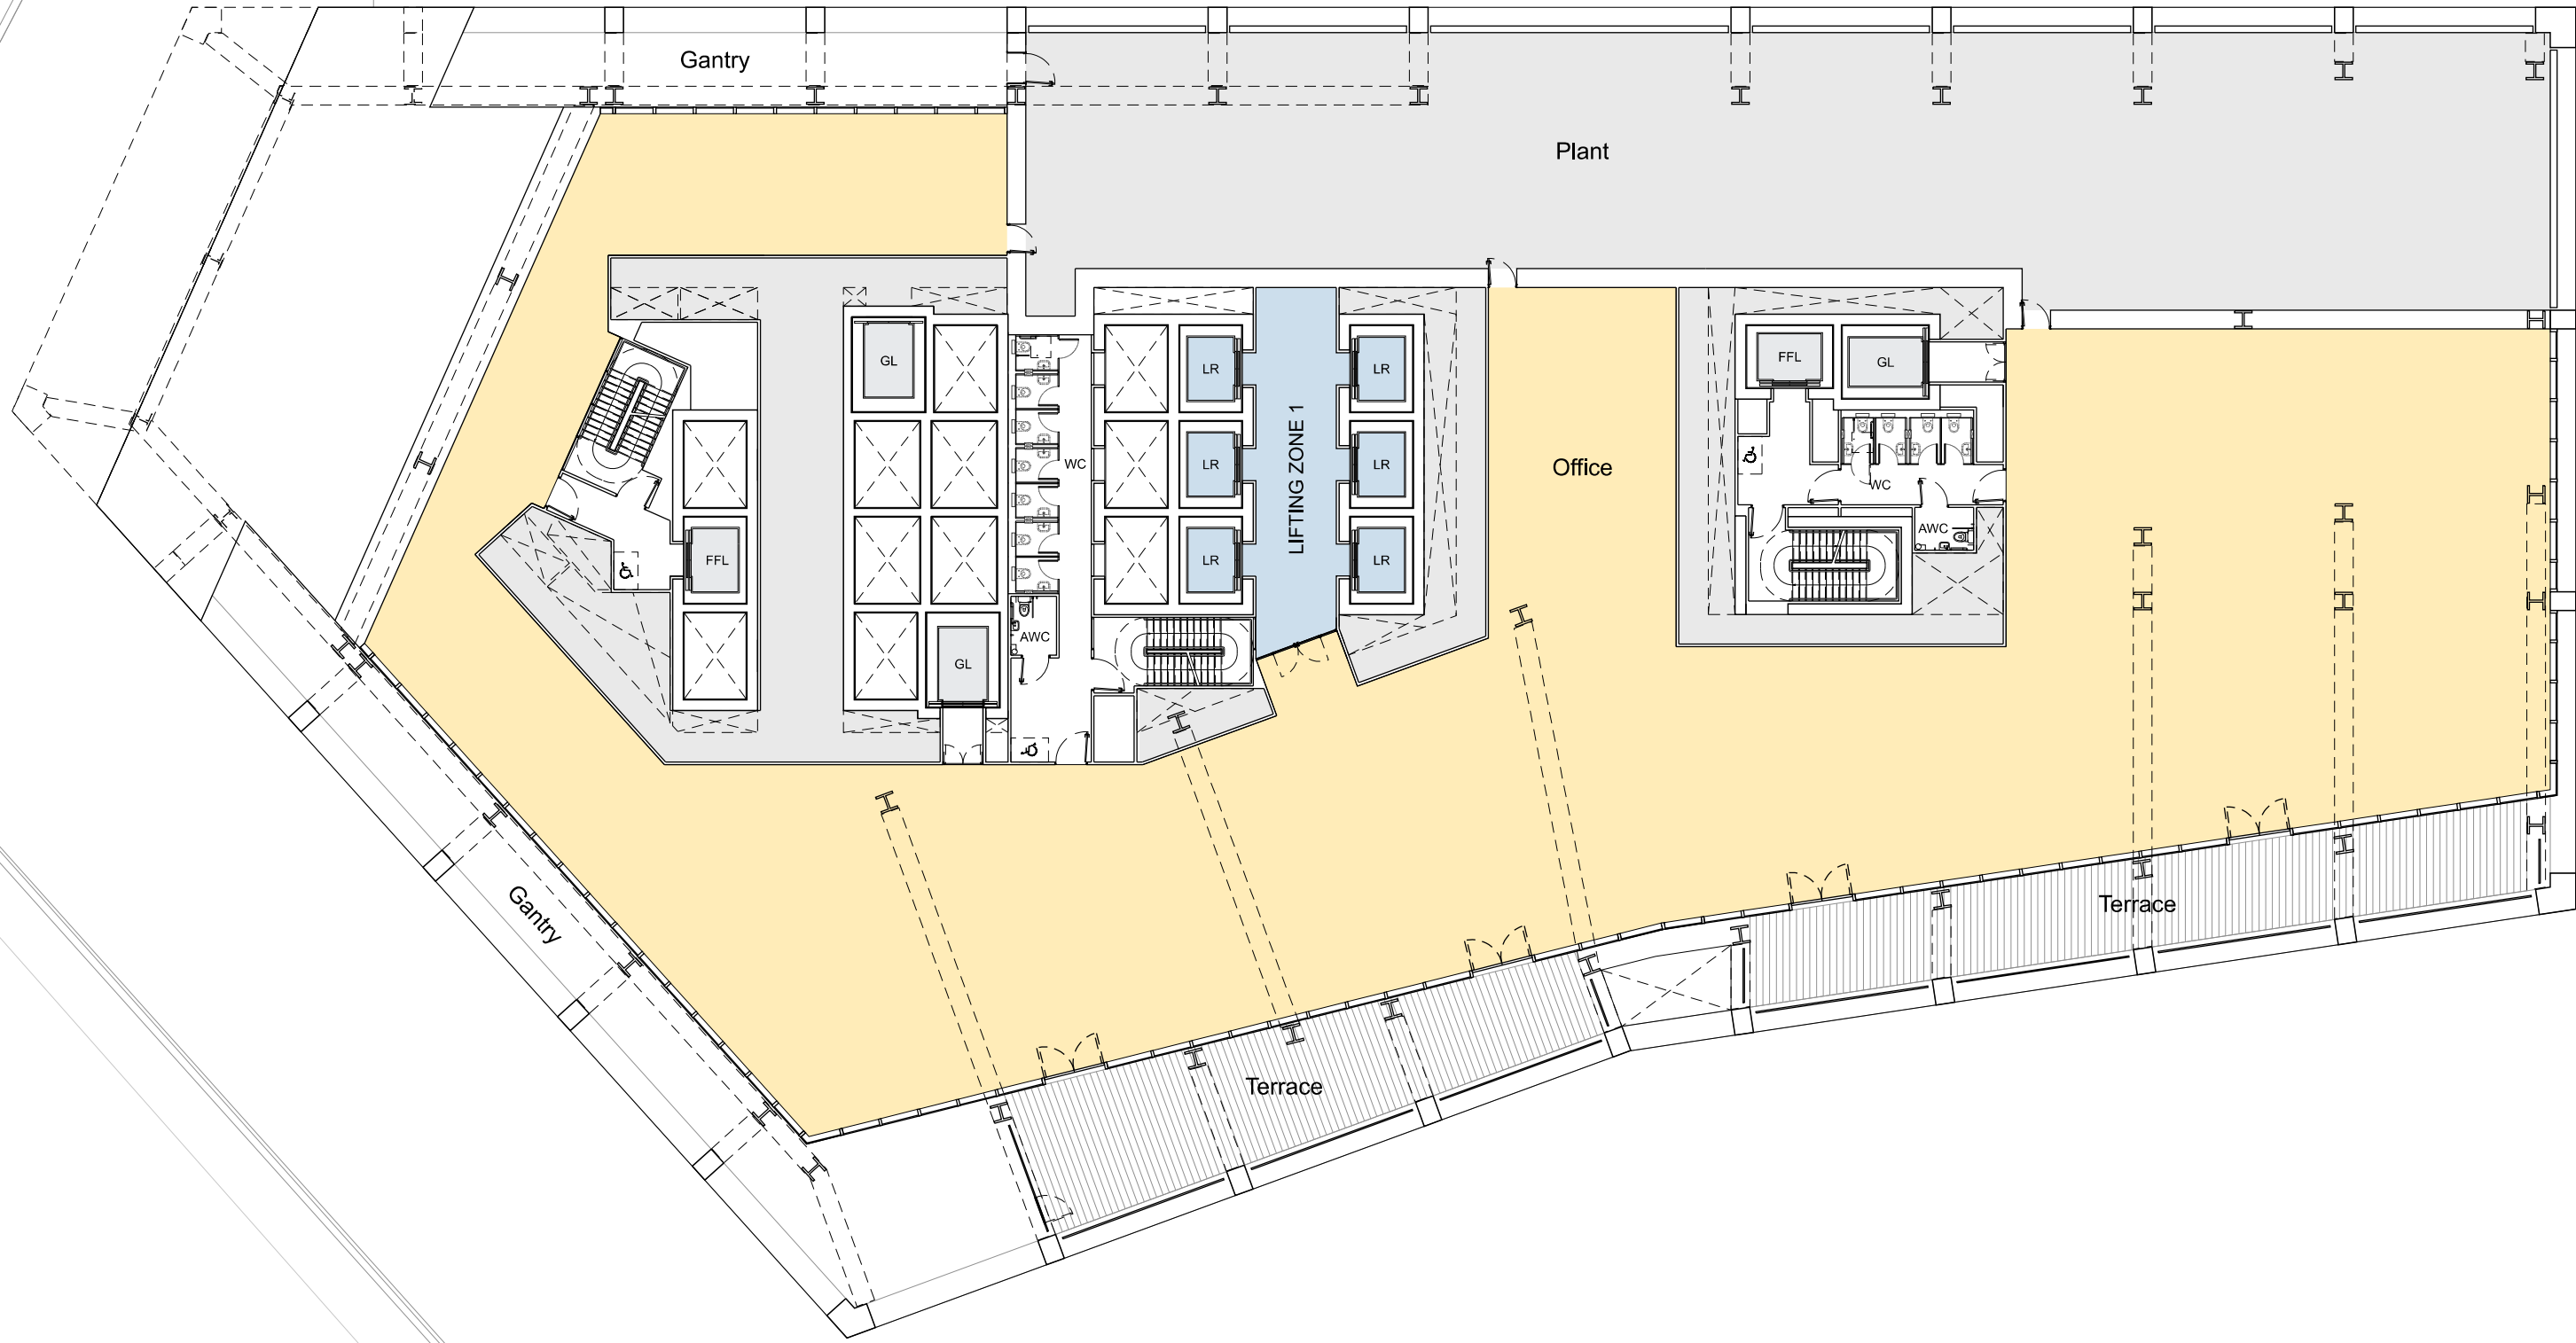 Gantry
Plant
GL
LR
LR
FFL
GL
WC
LR
LR
LIFTING ZONE 1
Office
WC
FFL
LR
LR
AWC
AWC
GL
Gantry
Terrace
Terrace